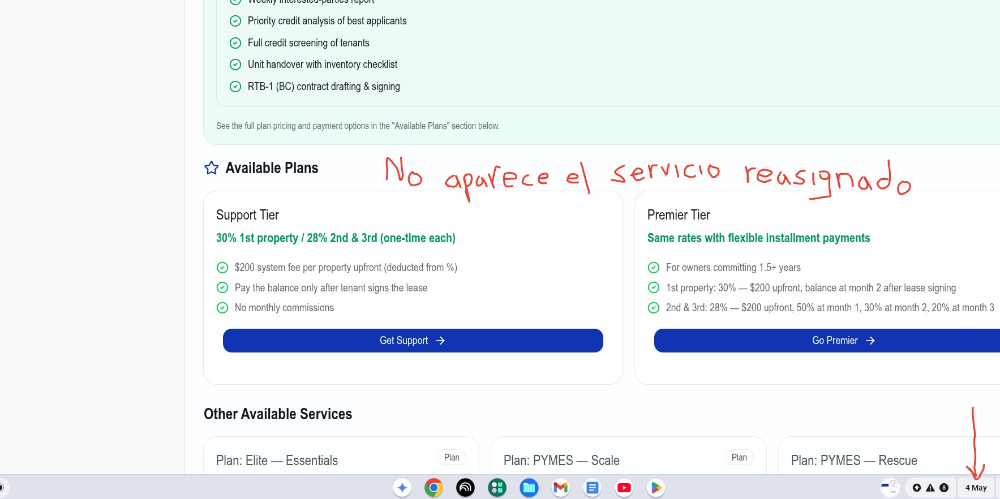 Weekly interested-parties report
Priority credit analysis of best applicants
Full credit screening of tenants
Unit handover with inventory checklist
RTB-1 (BC) contract drafting & signing
See the full plan pricing and payment options in the "Available Plans" section below.
Available Plans
No aparece el servicio reasignado
Support Tier
30% 1st property / 28% 2nd & 3rd (one-time each)
$200 system fee per property upfront (deducted from %)
Pay the balance only after tenant signs the lease
No monthly commissions
Get Support
Premier Tier
Same rates with flexible installment payments
For owners committing 1.5+ years
1st property: 30% — $200 upfront, balance at month 2 after lease signing
2nd & 3rd: 28% — $200 upfront, 50% at month 1, 30% at month 2, 20% at month 3
Go Premier
Other Available Services
Plan: Elite — Essentials
Plan
Plan: PYMES — Scale
Plan
Plan: PYMES — Rescue
8
4 May